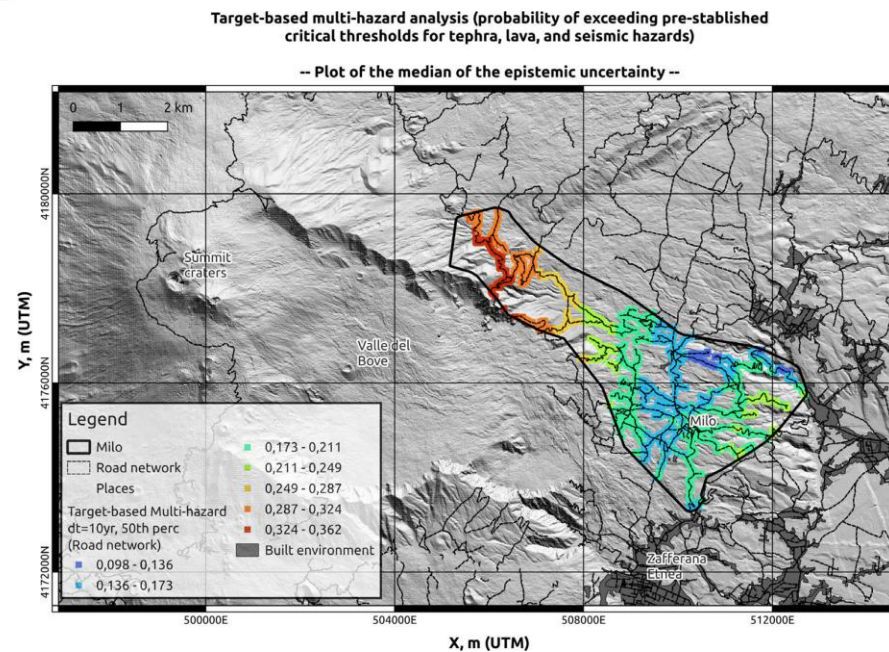 Target-based multi-hazard analysis (probability of exceeding pre-stablished
critical thresholds for tephra, lava, and seismic hazards)
-- Plot of the median of the epistemic uncertainty --
0 1 2 km
4180000N
4176000N
4172000N
Y, m (UTM)
Summit
craters
Valle del
Bove
Milo
Zafferana
Etnea
Legend
Milo
Road network
Places
Target-based Multi-hazard
dt=10yr, 50th perc
(Road network)
0,098 - 0,136
0,136 - 0,173
0,173 - 0,211
0,211 - 0,249
0,249 - 0,287
0,287 - 0,324
0,324 - 0,362
Built environment
500000E 504000E 508000E 512000E
X, m (UTM)